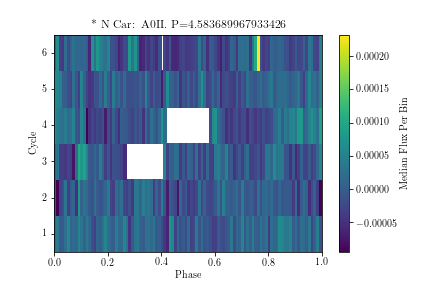 * N Car: A0II. P=4.583689967933426
6
5
4
3
2
1
Cycle
0.0 0.2 0.4 0.6 0.8 1.0
Phase
0.00020
0.00015
0.00010
0.00005
0.00000
−0.00005
Median Flux Per Bin